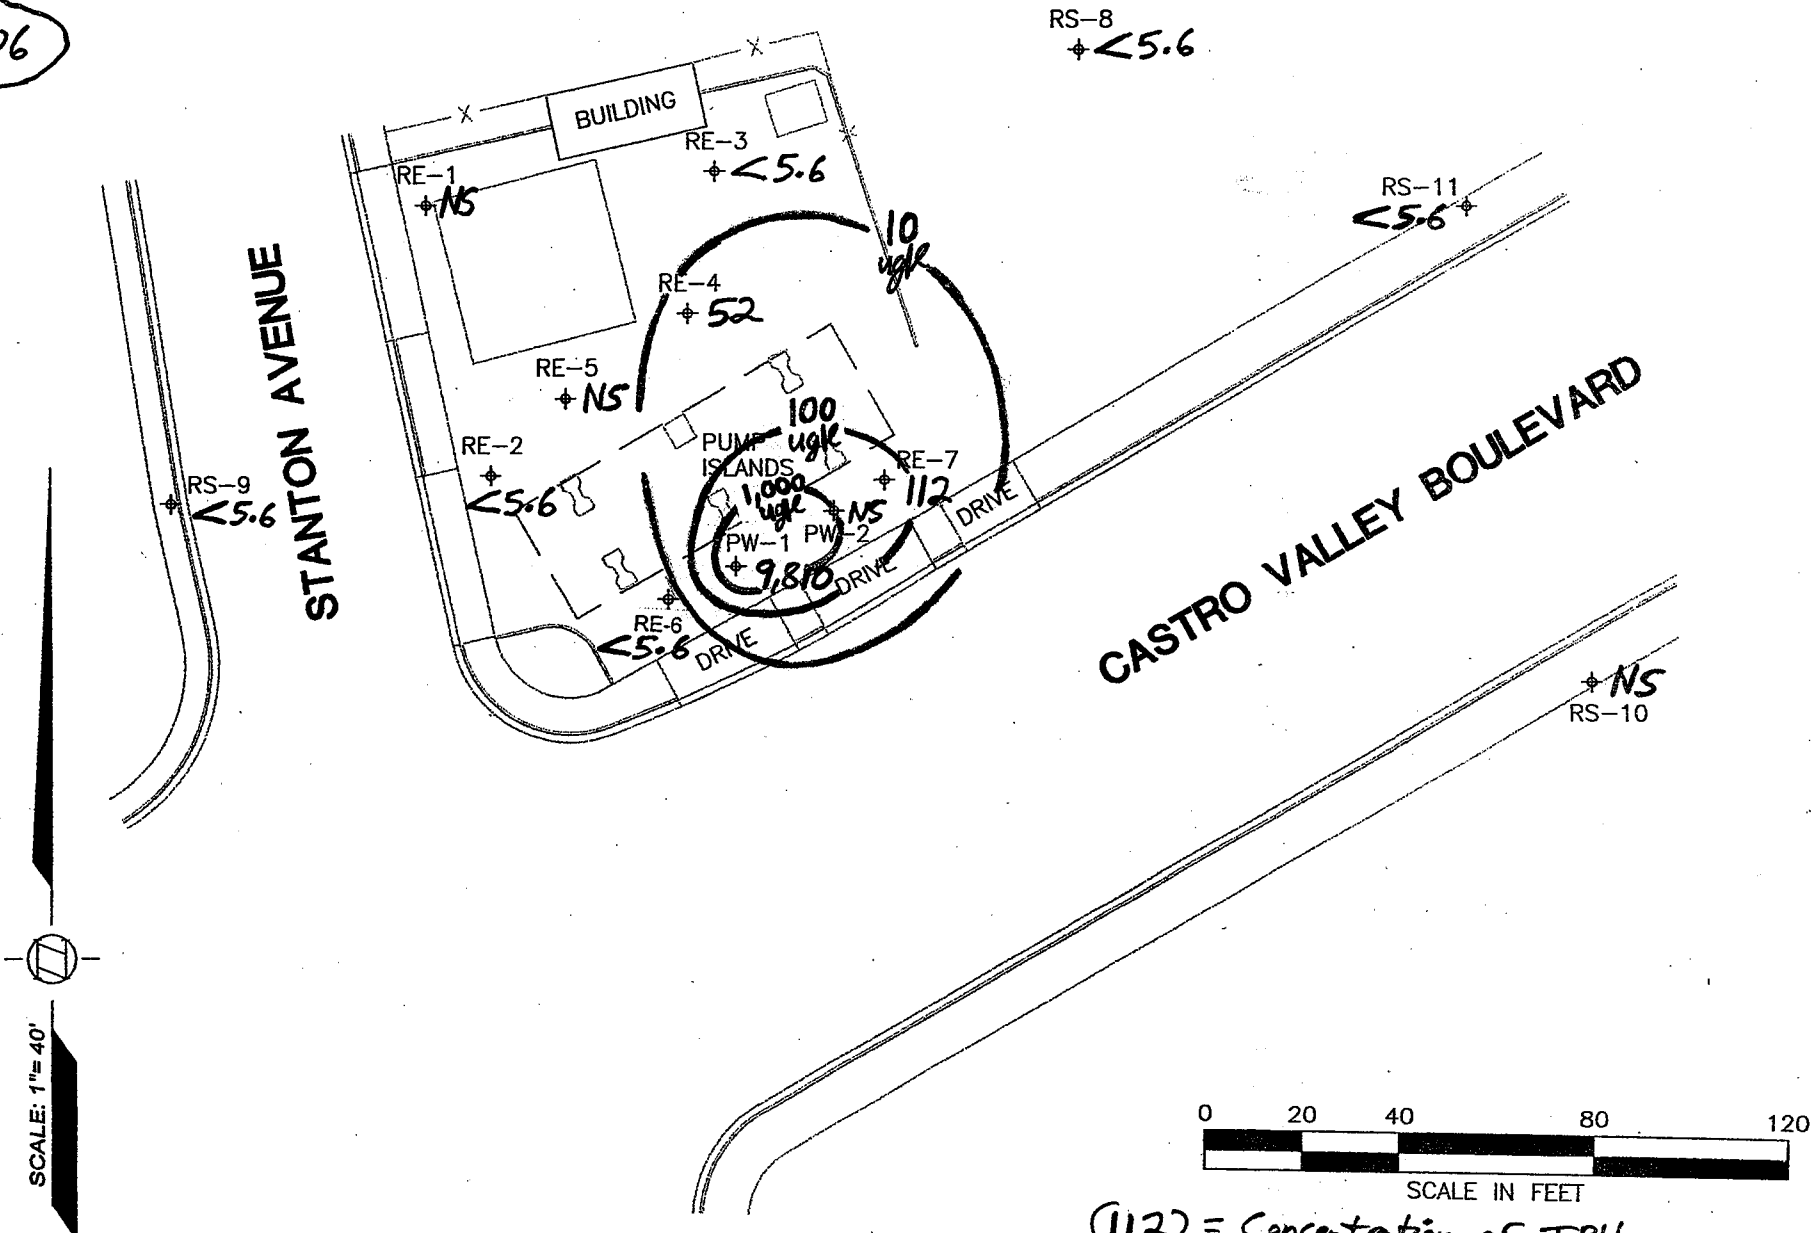 06
RS-8
<5.6
BUILDING
RE-3
<5.6
RE-1
NS
RS-11
<5.6
10
ug/l
RE-4
52
STANTON AVENUE
RE-5
NS
100
ug/l
PUMP
ISLANDS
RE-2
<5.6
RE-7
112
RS-9
<5.6
1,000
ug/l
NS
PW-2
PW-1
9,810
DRIVE
DRIVE
DRIVE
RE-6
<5.6
CASTRO VALLEY BOULEVARD
NS
RS-10
SCALE: 1"= 40'
0 20 40 80 120
SCALE IN FEET
(112) = Concentration of TPH